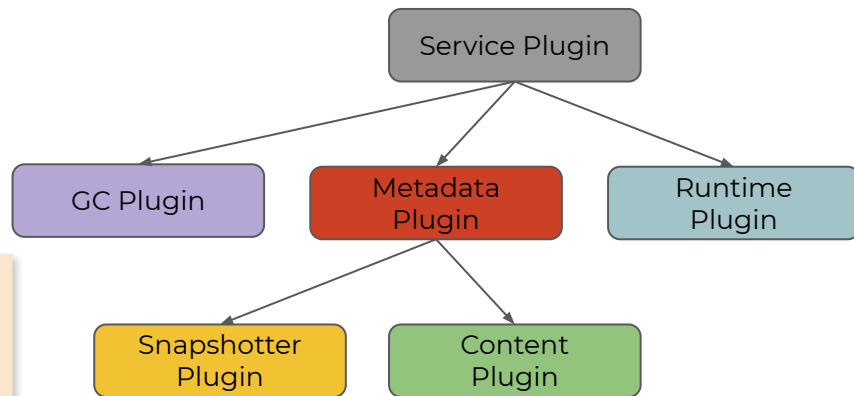 Service Plugin
GC Plugin
Metadata
Plugin
Runtime
Plugin
Snapshotter
Plugin
Content
Plugin